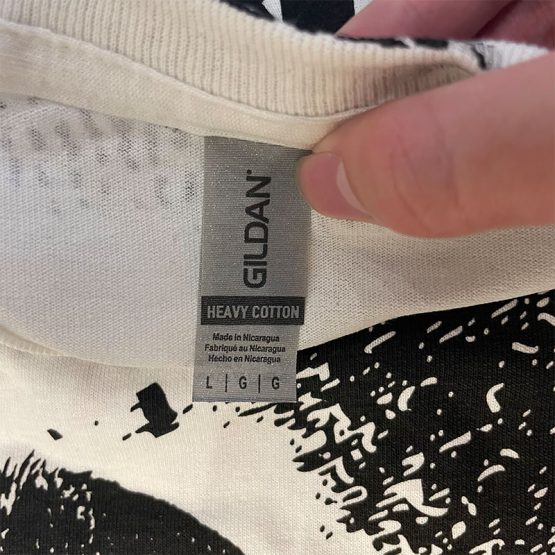 GILDAN
HEAVY COTTON
Made in Nicaragua
Fabriqué au Nicaragua
Hecho en Nicaragua
L | G | G